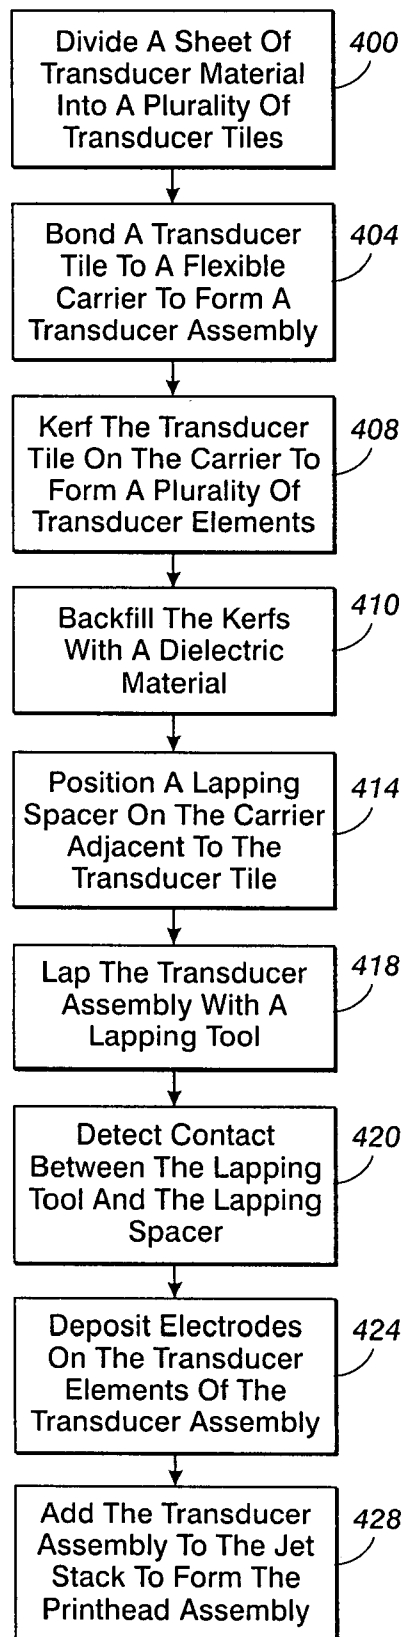 Divide A Sheet Of
Transducer Material
Into A Plurality Of
Transducer Tiles
400
Bond A Transducer
Tile To A Flexible
Carrier To Form A
Transducer Assembly
404
Kerf The Transducer
Tile On The Carrier To
Form A Plurality Of
Transducer Elements
408
Backfill The Kerfs
With A Dielectric
Material
410
Position A Lapping
Spacer On The Carrier
Adjacent To The
Transducer Tile
414
Lap The Transducer
Assembly With A
Lapping Tool
418
Detect Contact
Between The Lapping
Tool And The Lapping
Spacer
420
Deposit Electrodes
On The Transducer
Elements Of The
Transducer Assembly
424
Add The Transducer
Assembly To The Jet
Stack To Form The
Printhead Assembly
428